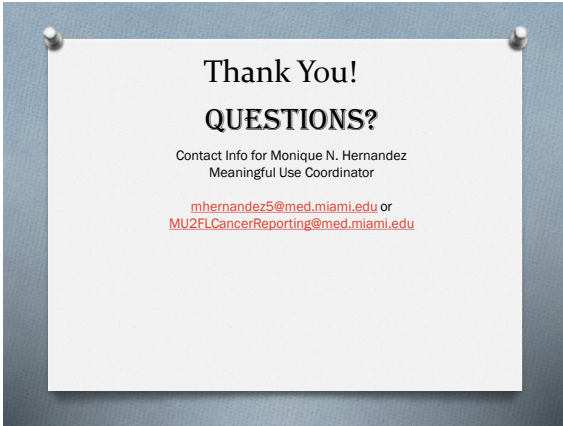 Thank You!
QUESTIONS?
Contact Info for Monique N. Hernandez
Meaningful Use Coordinator
mhernandez5@med.miami.edu or
MU2FLCancerReporting@med.miami.edu